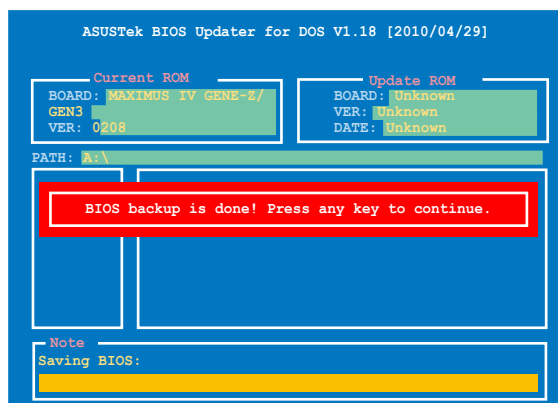 ASUSTek BIOS Updater for DOS V1.18 [2010/04/29]
Current ROM
BOARD: MAXIMUS IV GENE-Z/
GEN3
VER: 0208
Update ROM
BOARD: Unknown
VER: Unknown
DATE: Unknown
PATH: A:\
BIOS backup is done! Press any key to continue.
Note
Saving BIOS: